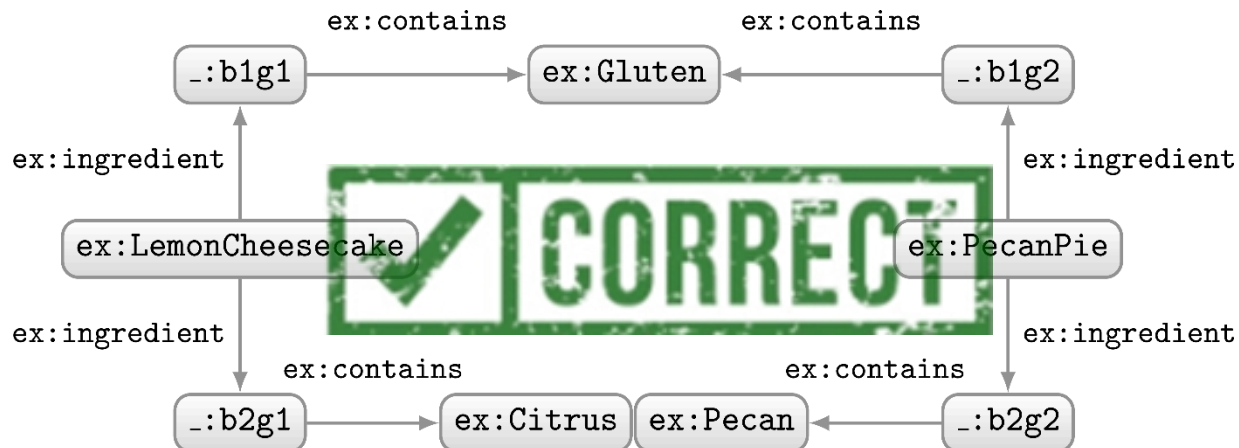 ex:contains ex:contains
_:b1g1 ex:Gluten _:b1g2
ex:ingredient ex:ingredient
CORRECT
ex:LemonCheesecake ex:PecanPie
ex:ingredient ex:ingredient
ex:contains ex:contains
_:b2g1 ex:Citrus ex:Pecan _:b2g2